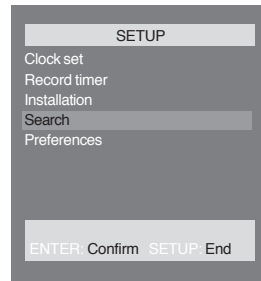 SETUP
Clock set
Record timer
Installation
Search
Preferences
ENTER: Confirm SETUP: End